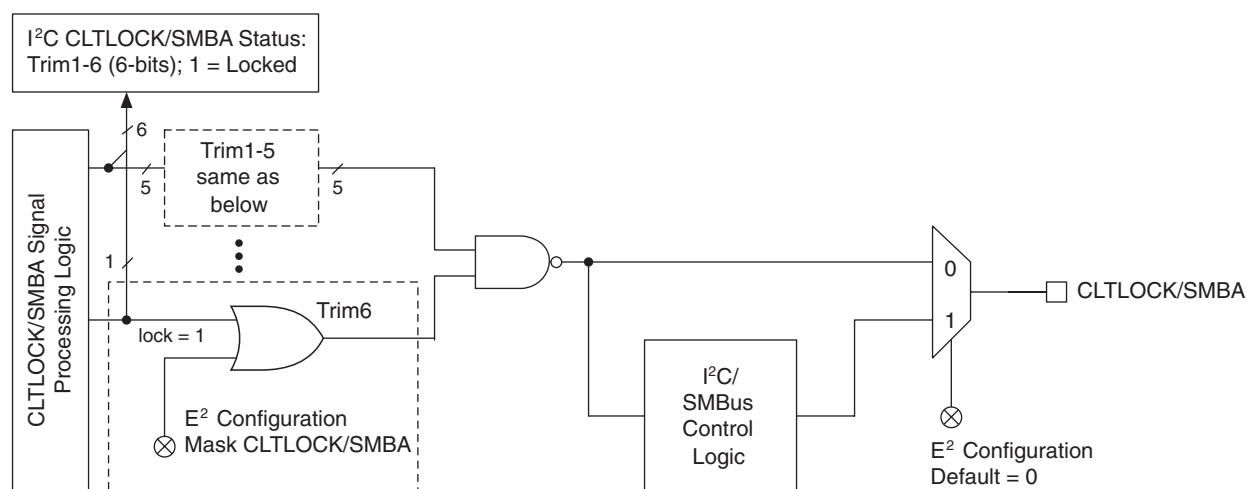 I²C CLTLOCK/SMBA Status:
Trim1-6 (6-bits); 1 = Locked
6
5
Trim1-5
same as
below
5
CLTLOCK/SMBA Signal
Processing Logic
1
lock = 1
Trim6
E² Configuration
Mask CLTLOCK/SMBA
I²C/
SMBus
Control
Logic
0
1
CLTLOCK/SMBA
E² Configuration
Default = 0